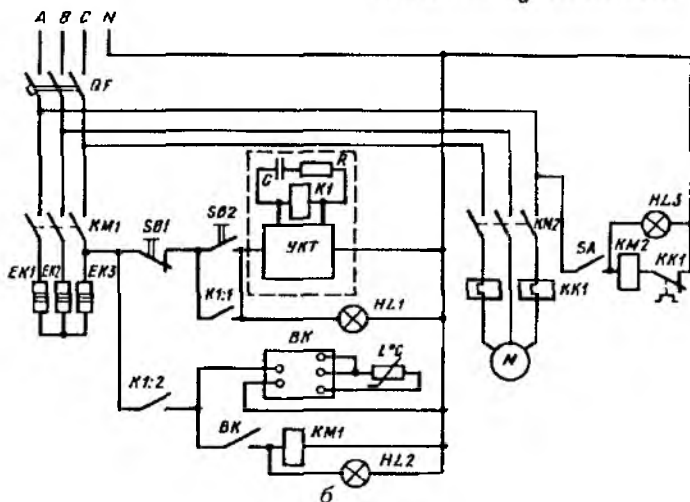 A B C N
QF
C
R
K1
SB1
SB2
KM1
УКТ
KM2
HL3
SA
KM2
KK1
EK1
EK2
EK3
K1:1
HL1
KK1
BK
t°C
M
K1:2
BK
KM1
HL2
б